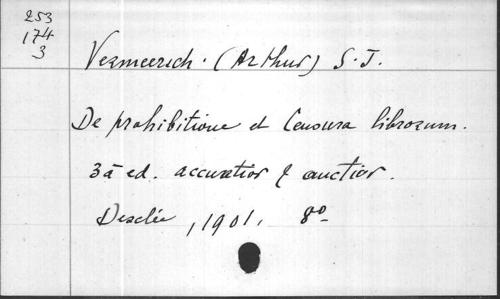 253
174
3
Vermeersch. (Arthur) S. J.
De prohibitione et Censura librorum.
3a ed. accuratior & auctior.
Desclée, 1901, 8o